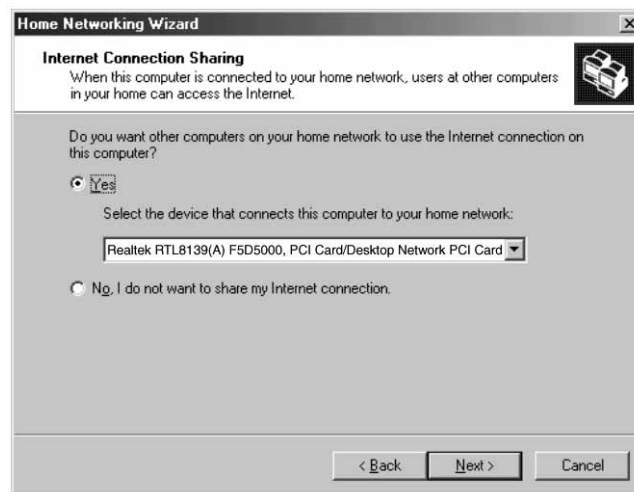 Home Networking Wizard
Internet Connection Sharing
When this computer is connected to your home network, users at other computers
in your home can access the Internet.
Do you want other computers on your home network to use the Internet connection on
this computer?
Yes
Select the device that connects this computer to your home network:
Realtek RTL8139(A) F5D5000, PCI Card/Desktop Network PCI Card
No, I do not want to share my Internet connection.
< Back Next > Cancel